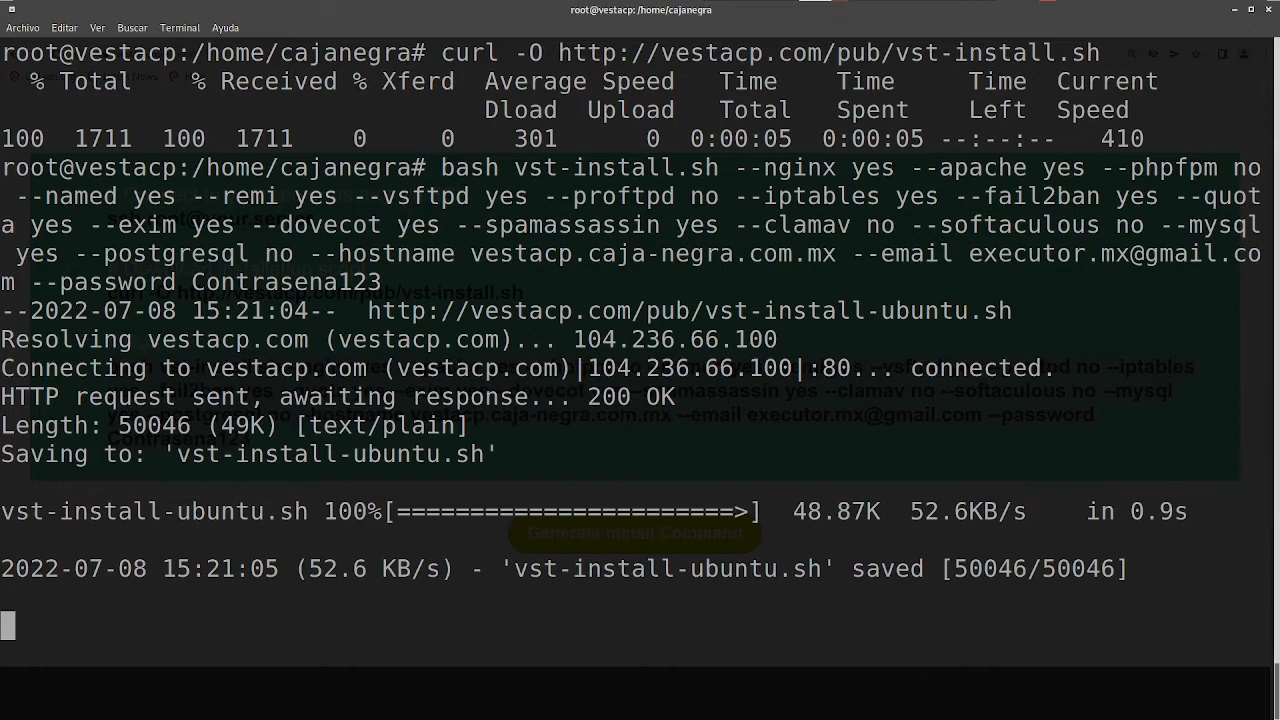 root@vestacp: /home/cajanegra
Archivo Editar Ver Buscar Terminal Ayuda
root@vestacp:/home/cajanegra# curl -O http://vestacp.com/pub/vst-install.sh
% Total % Received % Xferd Average Speed Time Time Time Current
Dload Upload Total Spent Left Speed
100 1711 100 1711 0 0 301 0 0:00:05 0:00:05 --:--:-- 410
root@vestacp:/home/cajanegra# bash vst-install.sh --nginx yes --apache yes --phpfpm no
--named yes --remi yes --vsftpd yes --proftpd no --iptables yes --fail2ban yes --quot
a yes --exim yes --dovecot yes --spamassassin yes --clamav no --softaculous no --mysql
yes --postgresql no --hostname vestacp.caja-negra.com.mx --email executor.mx@gmail.co
m --password Contrasena123
--2022-07-08 15:21:04-- http://vestacp.com/pub/vst-install-ubuntu.sh
Resolving vestacp.com (vestacp.com)... 104.236.66.100
Connecting to vestacp.com (vestacp.com)|104.236.66.100|:80... connected.
HTTP request sent, awaiting response... 200 OK
Length: 50046 (49K) [text/plain]
Saving to: 'vst-install-ubuntu.sh'
vst-install-ubuntu.sh 100%[=======================>] 48.87K 52.6KB/s in 0.9s
Generate Install Command
2022-07-08 15:21:05 (52.6 KB/s) - 'vst-install-ubuntu.sh' saved [50046/50046]